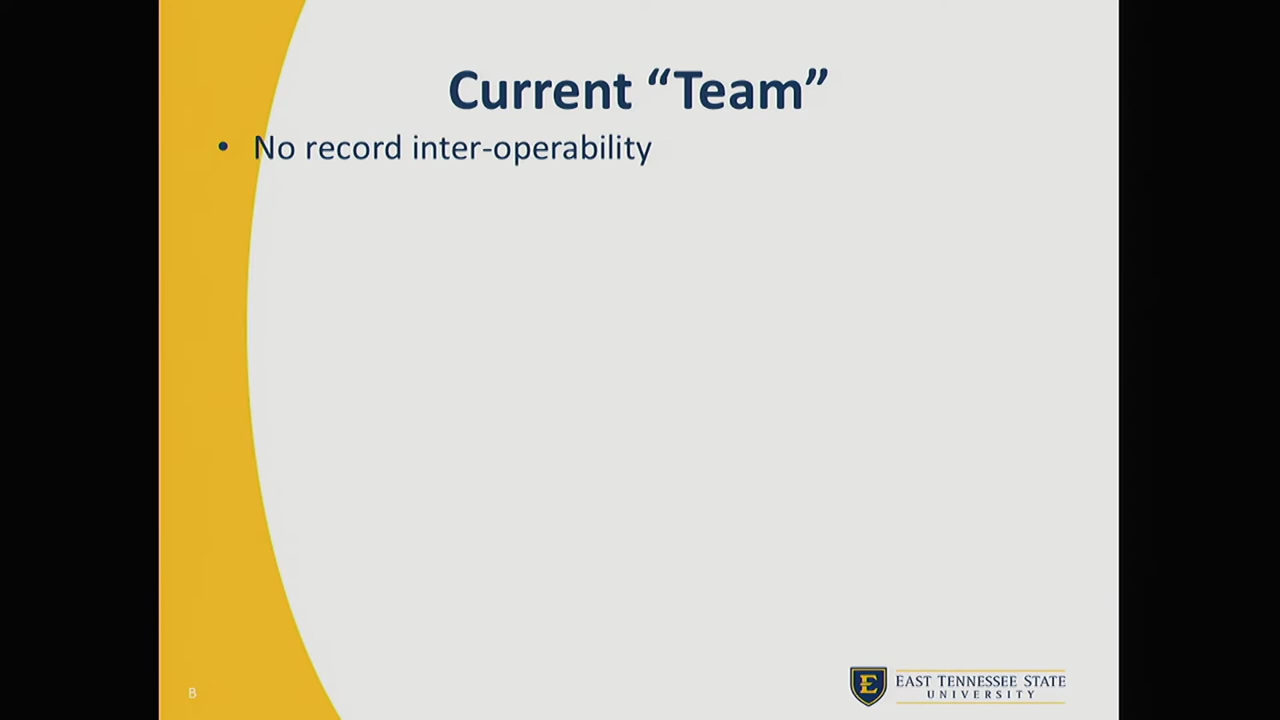 Current “Team”
• No record inter-operability
8
E
EAST TENNESSEE STATE
UNIVERSITY